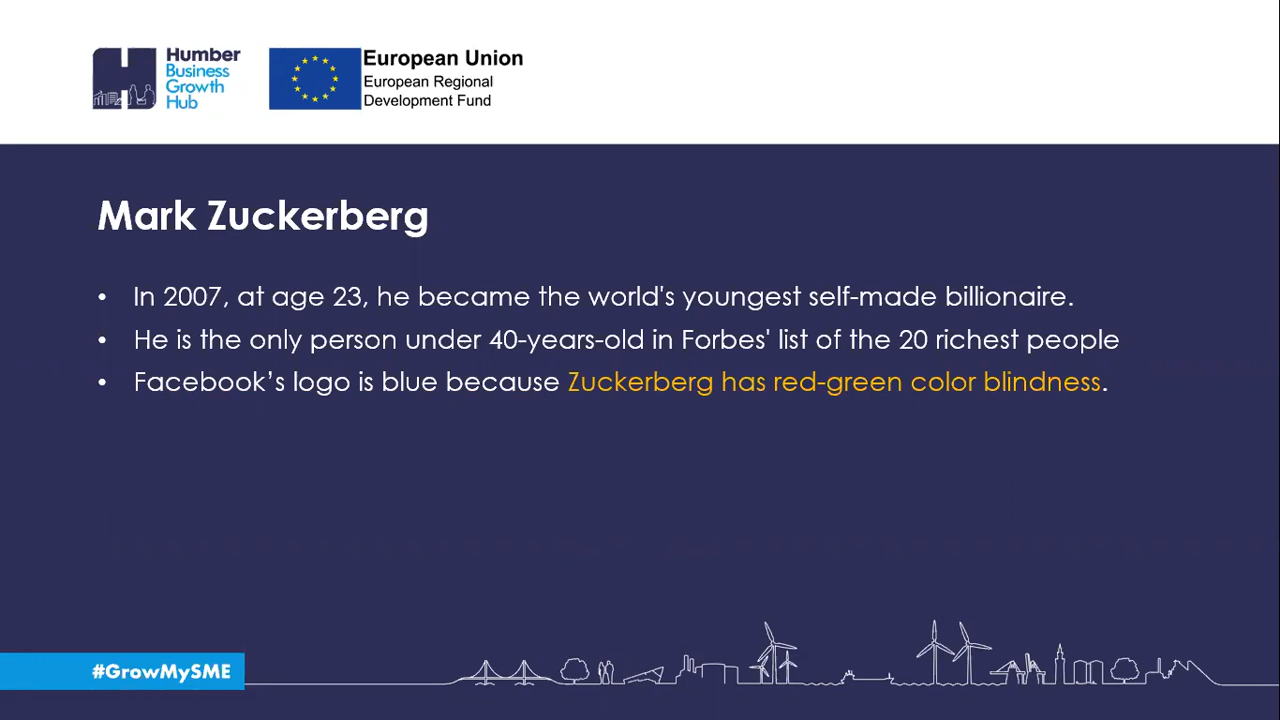 Humber
Business
Growth
Hub
European Union
European Regional
Development Fund
Mark Zuckerberg
• In 2007, at age 23, he became the world's youngest self-made billionaire.
• He is the only person under 40-years-old in Forbes' list of the 20 richest people
• Facebook’s logo is blue because Zuckerberg has red-green color blindness.
#GrowMySME